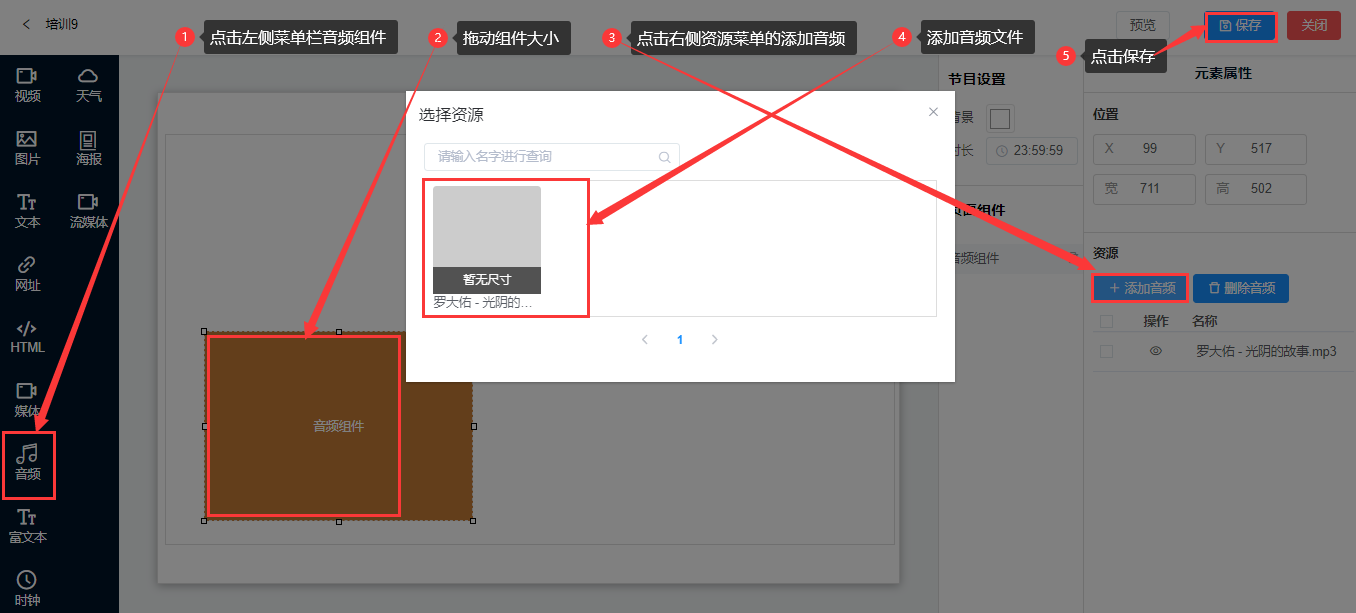 培训9
1 点击左侧菜单栏音频组件
2 拖动组件大小
3 点击右侧资源菜单的添加音频
4 添加音频文件
5 点击保存
预览
保存
关闭
视频
天气
图片
海报
文本
流媒体
网址
HTML
媒体
音频
富文本
时钟
音频组件
选择资源
请输入名字进行查询
暂无尺寸
罗大佑 - 光阴的...
1
节目设置
背景
时长 23:59:59
页面组件
音频组件
元素属性
位置
X 99 Y 517
宽 711 高 502
资源
添加音频 删除音频
操作 名称
罗大佑 - 光阴的故事.mp3